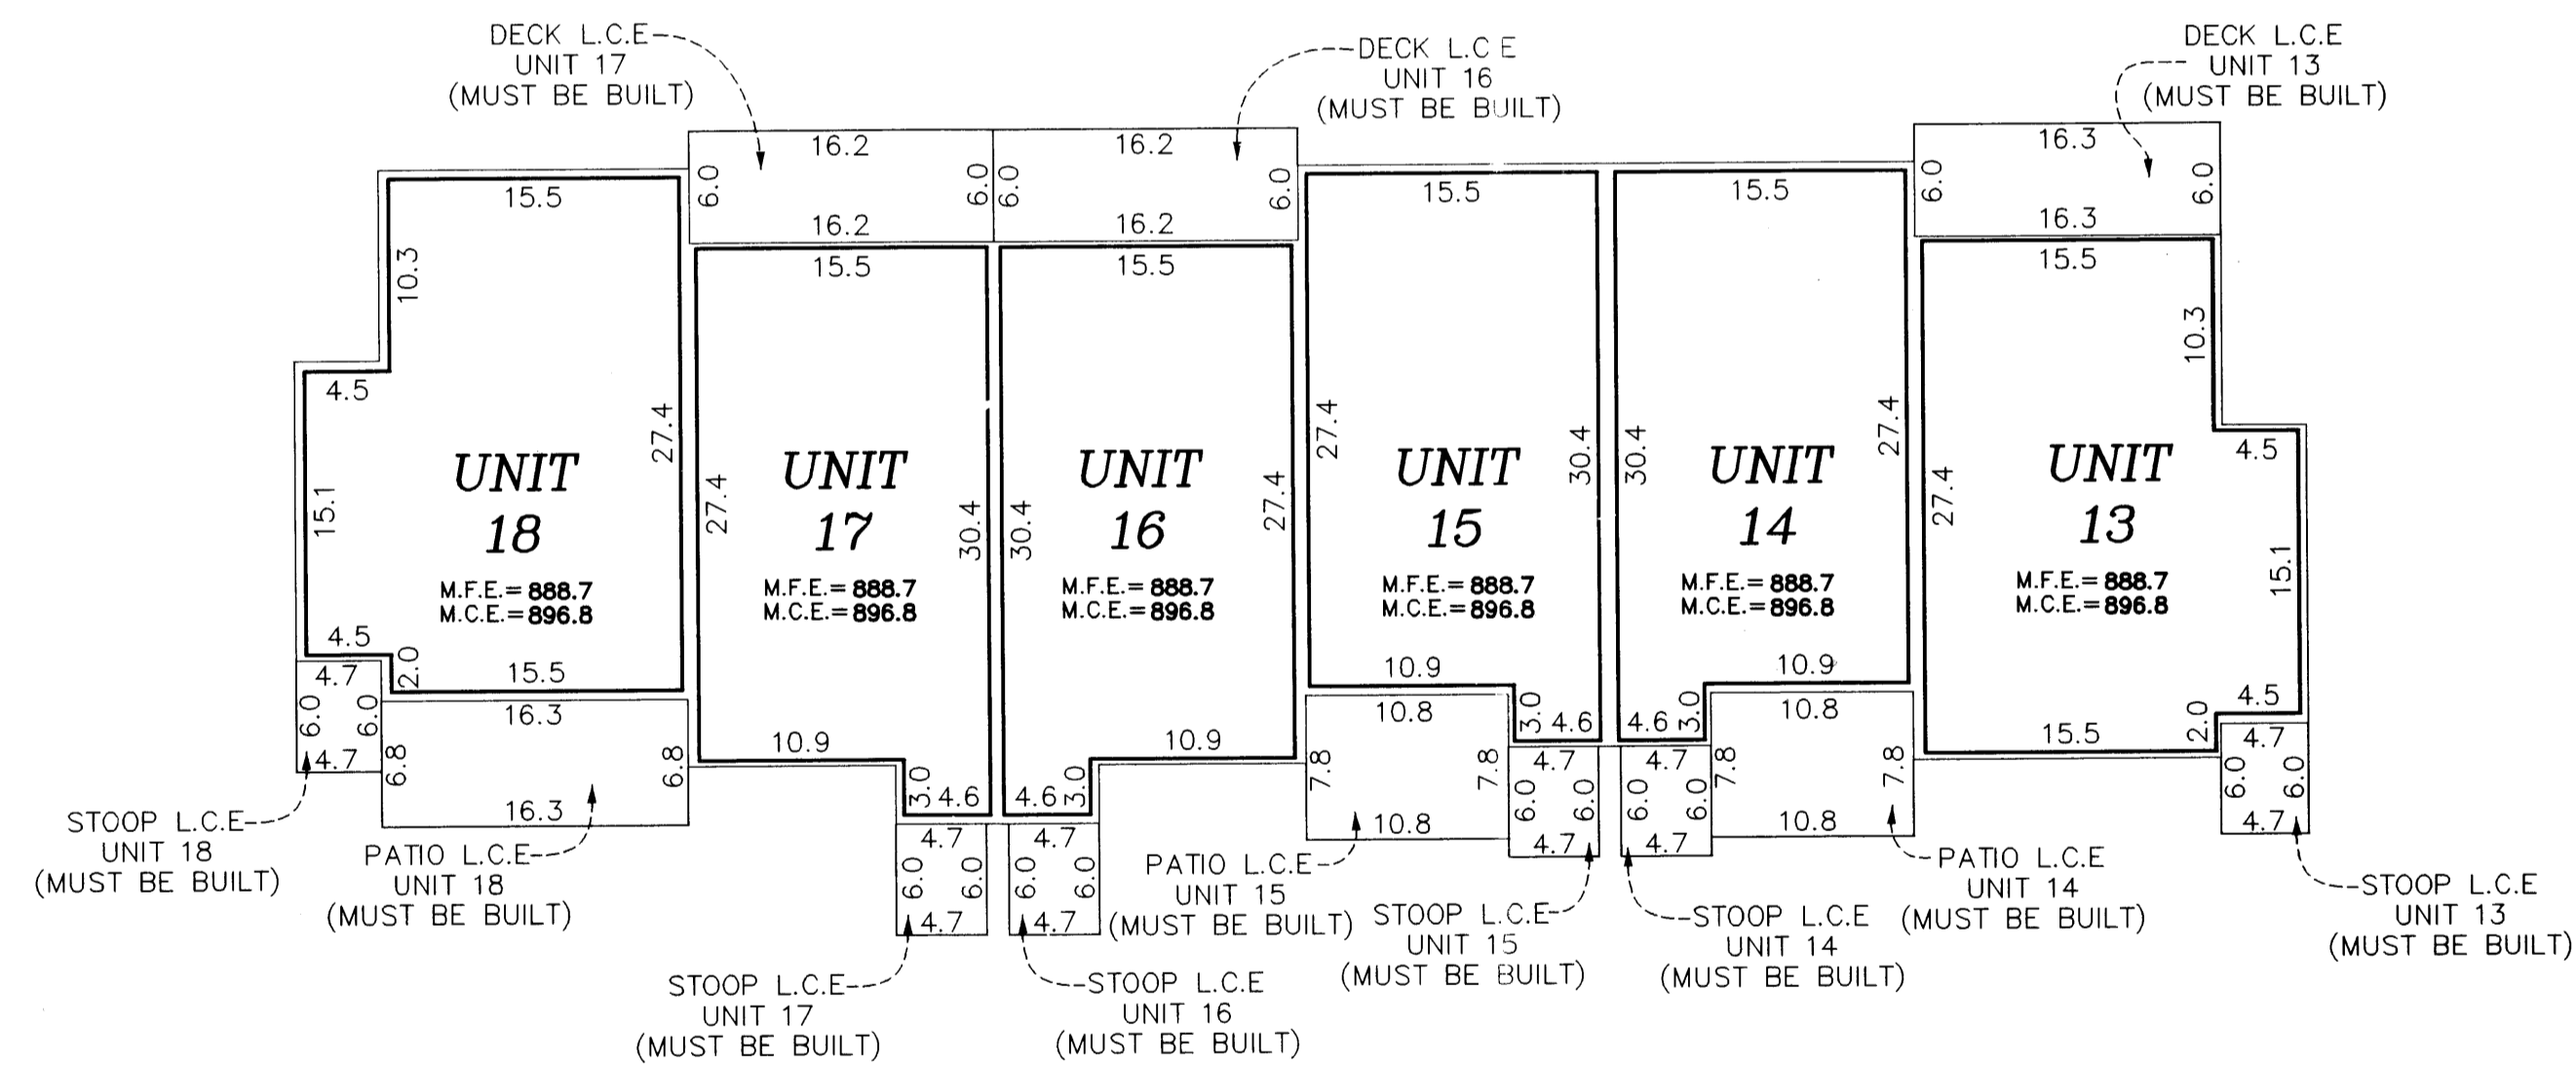 DECK L.C.E
UNIT 17
(MUST BE BUILT)
DECK L.C E
UNIT 16
(MUST BE BUILT)
DECK L.C.E
UNIT 13
(MUST BE BUILT)
16.2
6.0
6.0
16.2
16.2
6.0
6.0
16.2
16.3
6.0
6.0
16.3
15.5
10.3
4.5
15.1
27.4
UNIT
18
M.F.E.= 888.7
M.C.E.= 896.8
4.5
2.0
15.5
15.5
27.4
30.4
UNIT
17
M.F.E.= 888.7
M.C.E.= 896.8
10.9
3.0
4.6
15.5
30.4
27.4
UNIT
16
M.F.E.= 888.7
M.C.E.= 896.8
10.9
4.6
3.0
15.5
27.4
30.4
UNIT
15
M.F.E.= 888.7
M.C.E.= 896.8
10.9
3.0
4.6
15.5
30.4
27.4
UNIT
14
M.F.E.= 888.7
M.C.E.= 896.8
10.9
4.6
3.0
15.5
10.3
4.5
27.4
15.1
UNIT
13
M.F.E.= 888.7
M.C.E.= 896.8
4.5
2.0
15.5
4.7
6.0
6.0
4.7
16.3
6.8
6.8
16.3
4.7
6.0
6.0
4.7
4.7
6.0
6.0
4.7
10.8
7.8
7.8
10.8
4.7
6.0
6.0
4.7
4.7
6.0
6.0
4.7
10.8
7.8
7.8
10.8
4.7
6.0
6.0
4.7
STOOP L.C.E
UNIT 18
(MUST BE BUILT)
PATIO L.C.E
UNIT 18
(MUST BE BUILT)
STOOP L.C.E
UNIT 17
(MUST BE BUILT)
STOOP L.C.E
UNIT 16
(MUST BE BUILT)
PATIO L.C.E
UNIT 15
(MUST BE BUILT)
STOOP L.C.E
UNIT 15
(MUST BE BUILT)
STOOP L.C.E
UNIT 14
(MUST BE BUILT)
PATIO L.C.E
UNIT 14
(MUST BE BUILT)
STOOP L.C.E
UNIT 13
(MUST BE BUILT)